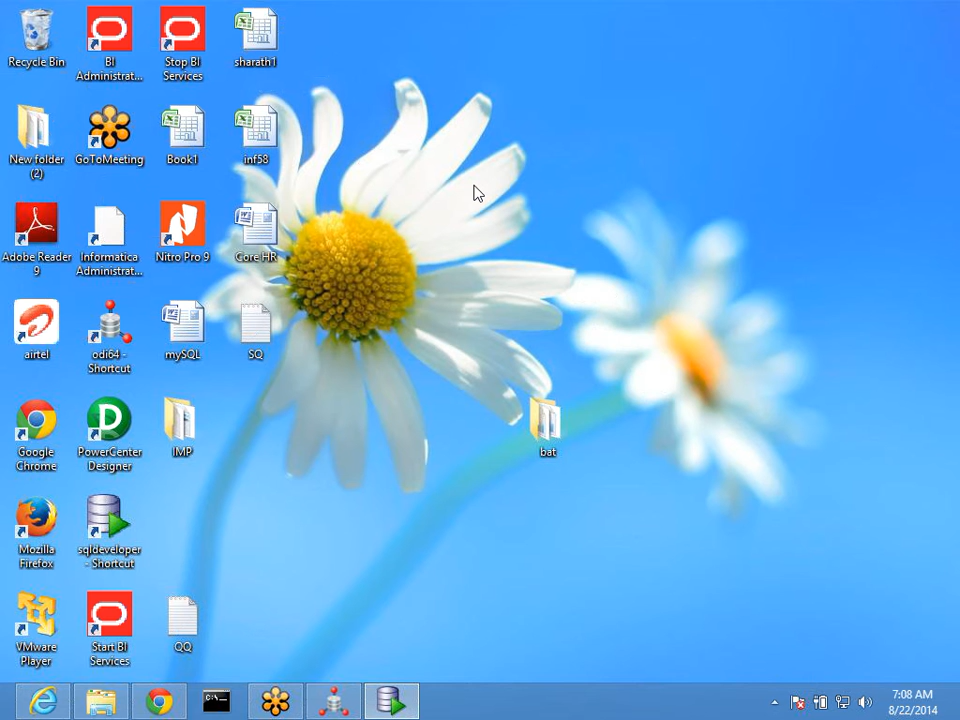 Recycle Bin
BI
Administrat...
Stop BI
Services
sharath1
New folder
(2)
GoToMeeting
Book1
inf58
Adobe Reader
9
Informatica
Administrat...
Nitro Pro 9
Core HR
airtel
odi64 -
Shortcut
mySQL
SQ
Google
Chrome
PowerCenter
Designer
IMP
bat
Mozilla
Firefox
sqldeveloper
- Shortcut
VMware
Player
Start BI
Services
QQ
C:\_
7:08 AM
8/22/2014